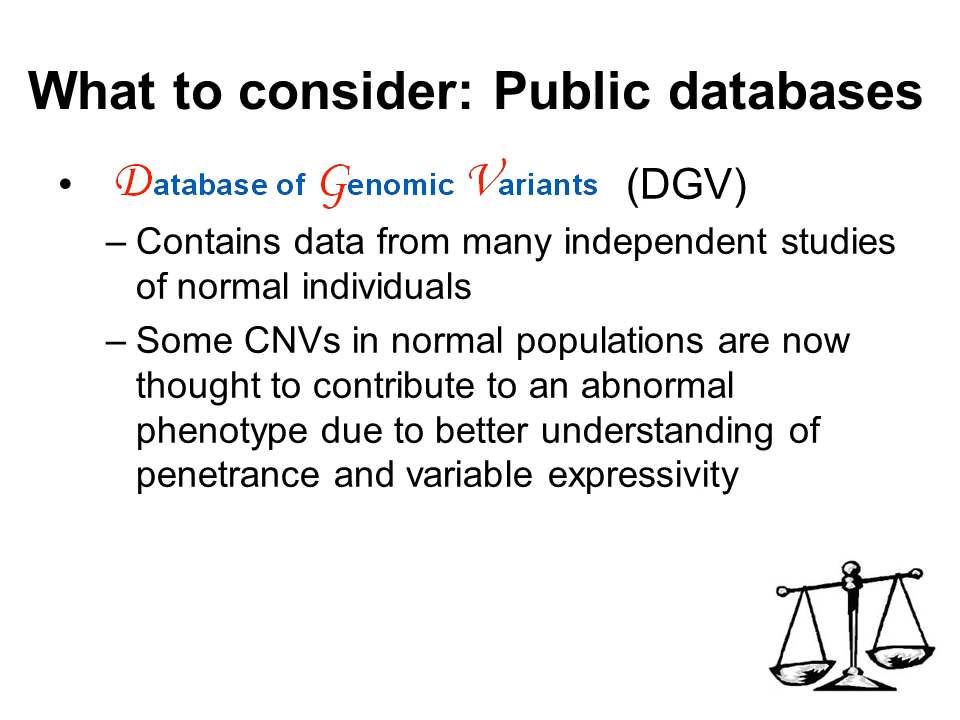 What to consider: Public databases
• Database of Genomic Variants (DGV)
– Contains data from many independent studies
of normal individuals
– Some CNVs in normal populations are now
thought to contribute to an abnormal
phenotype due to better understanding of
penetrance and variable expressivity